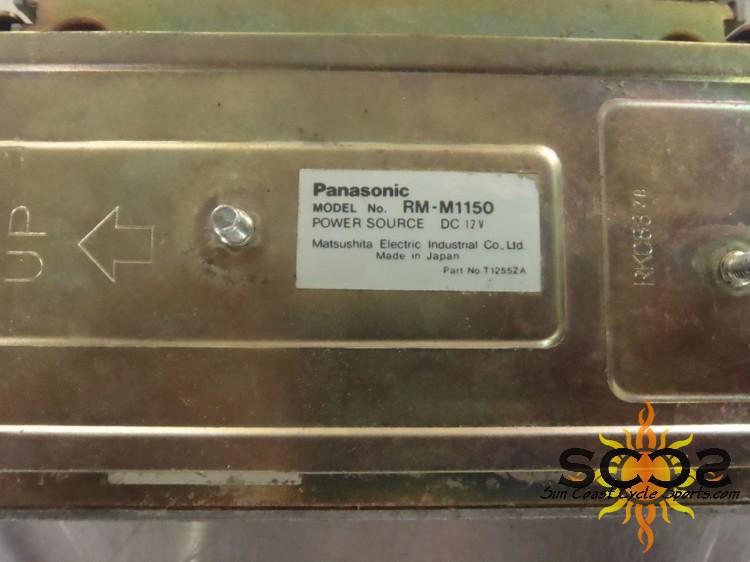 Panasonic
MODEL No. RM-M1150
POWER SOURCE DC 12V
Matsushita Electric Industrial Co., Ltd.
Made in Japan
Part No T1255ZA
UP
SCCS
Sun Coast Cycle Sports.com